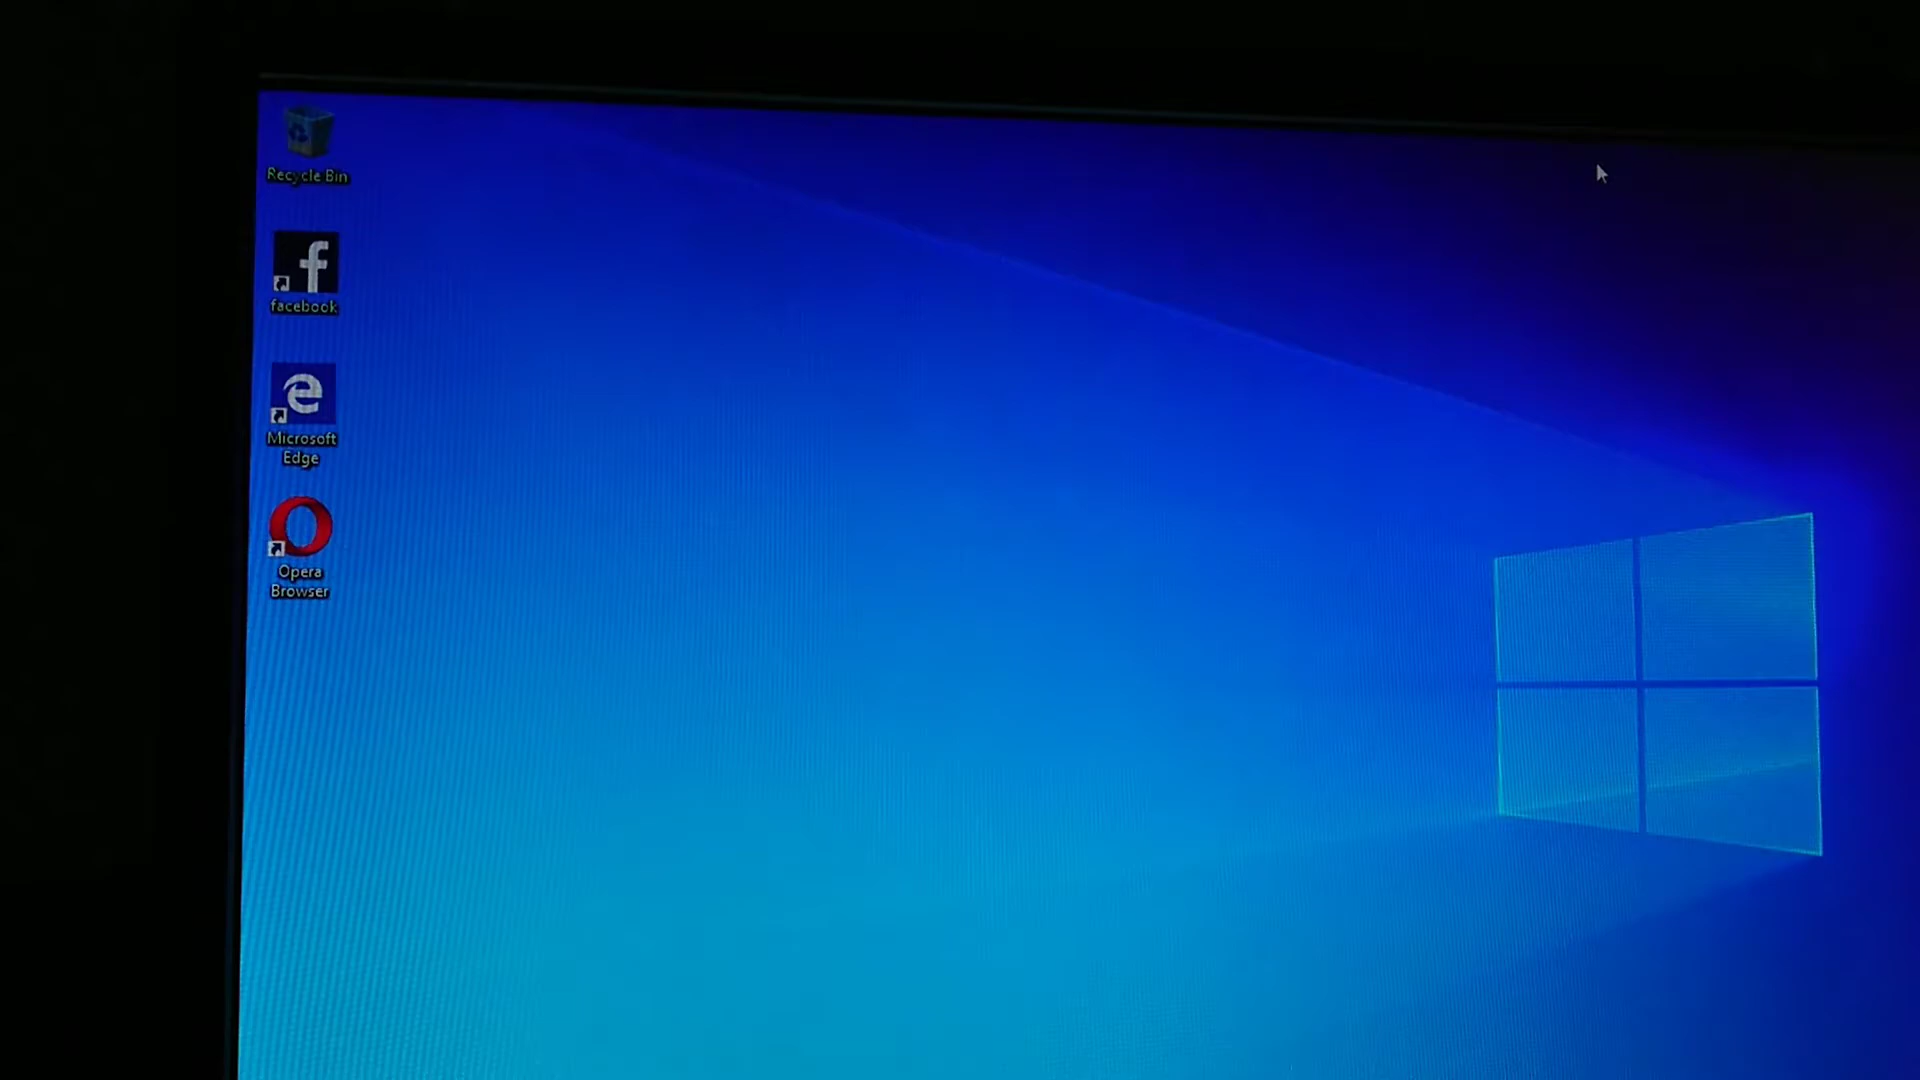 Recycle Bin
facebook
Microsoft
Edge
Opera
Browser